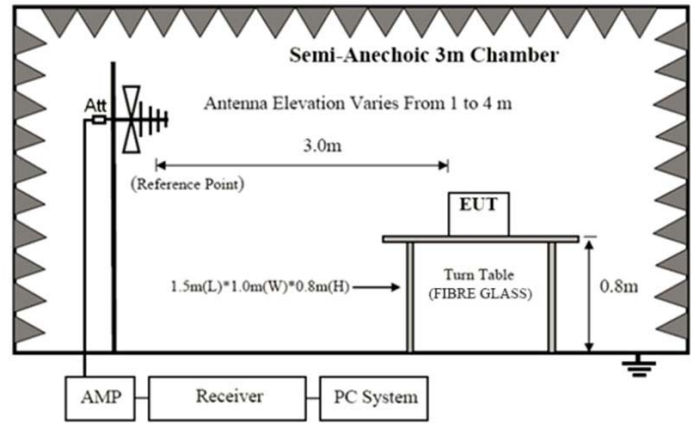 Semi-Anechoic 3m Chamber
Att
Antenna Elevation Varies From 1 to 4 m
3.0m
(Reference Point)
EUT
1.5m(L)*1.0m(W)*0.8m(H)
Turn Table
(FIBRE GLASS)
0.8m
AMP
Receiver
PC System